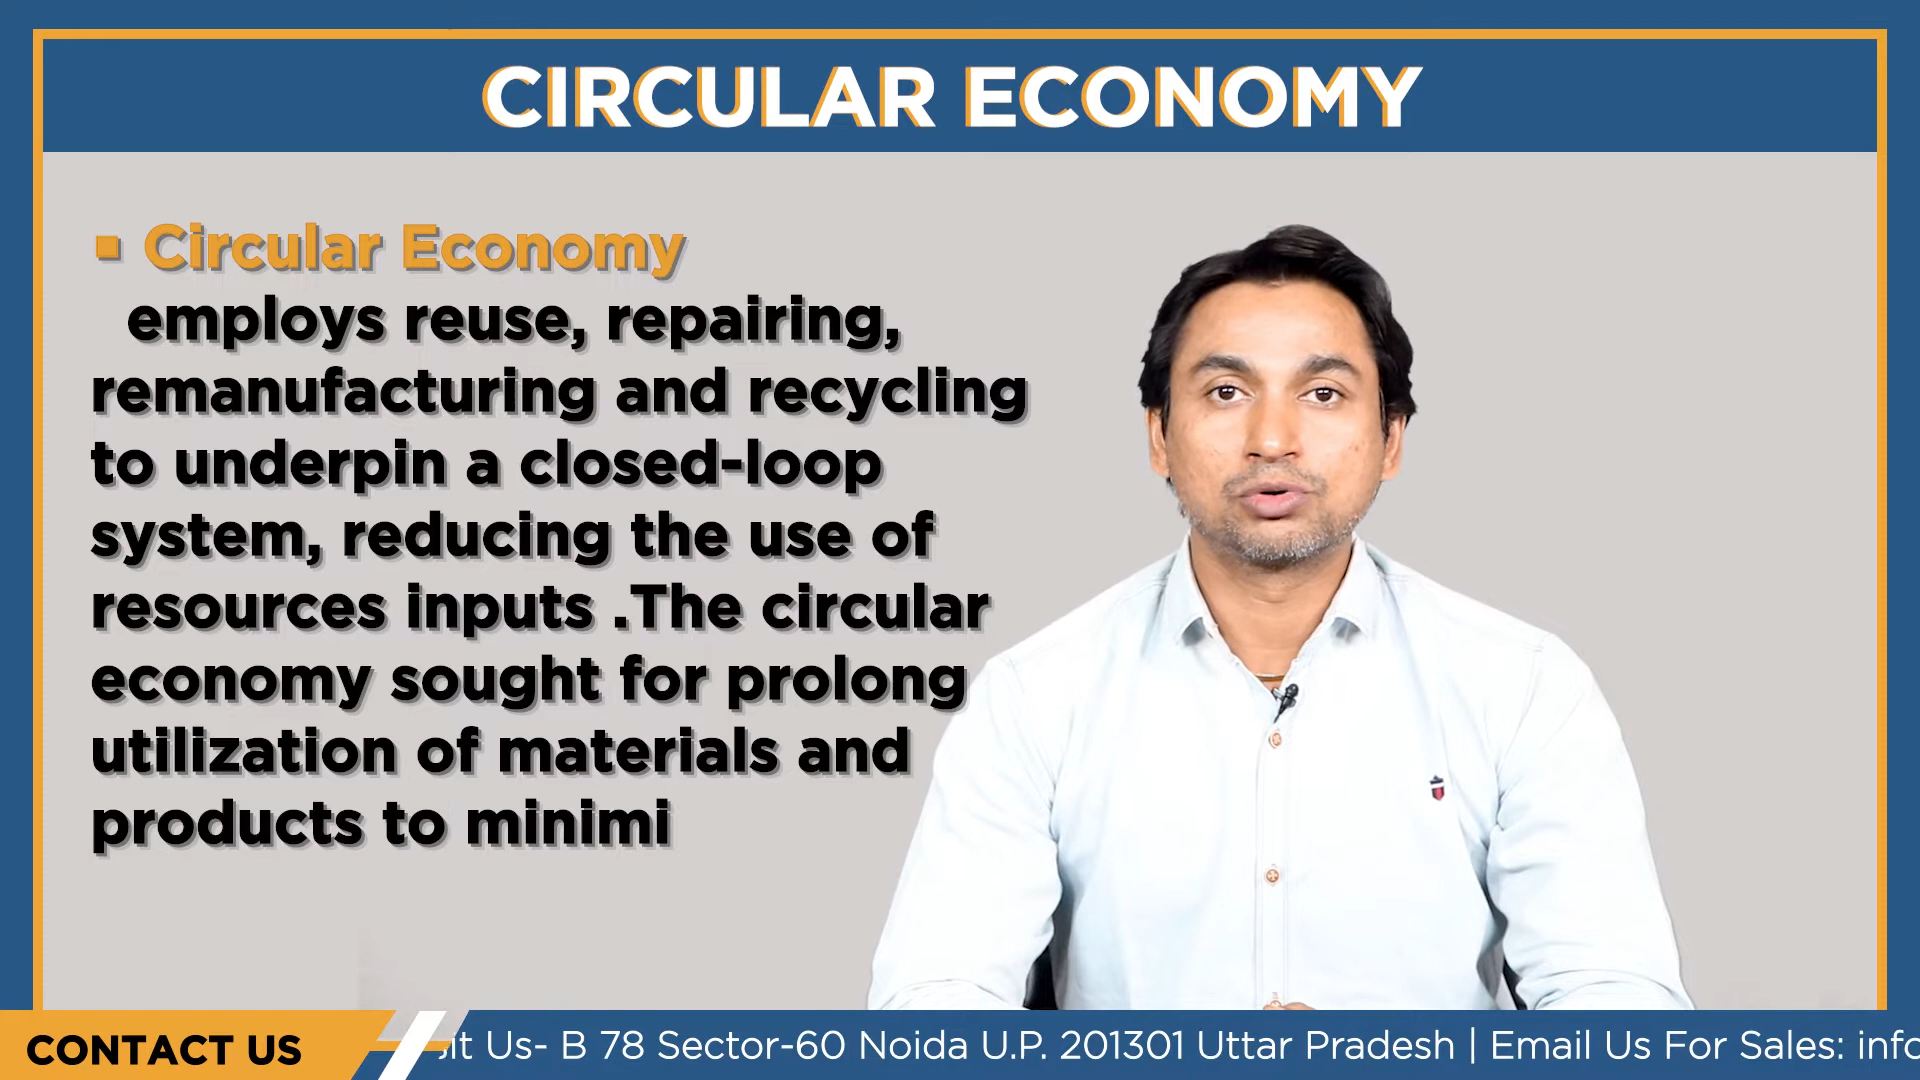 CIRCULAR ECONOMY
▪ Circular Economy
employs reuse, repairing,
remanufacturing and recycling
to underpin a closed-loop
system, reducing the use of
resources inputs .The circular
economy sought for prolong
utilization of materials and
products to minimi
CONTACT US
it Us- B 78 Sector-60 Noida U.P. 201301 Uttar Pradesh | Email Us For Sales: info